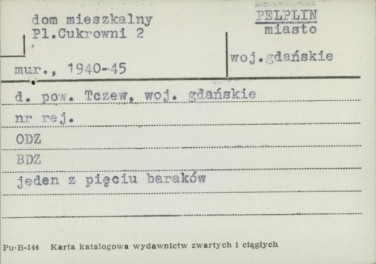 dom mieszkalny
Pl.Cukrowni 2
PELPLIN
miasto
woj.gdańskie
mur., 1940-45
d. pow. Tczew, woj. gdańskie
nr rej.
ODZ
BDZ
jeden z pięciu baraków
Pu-B-144 Karta katalogowa wydawnictw zwartych i ciągłych